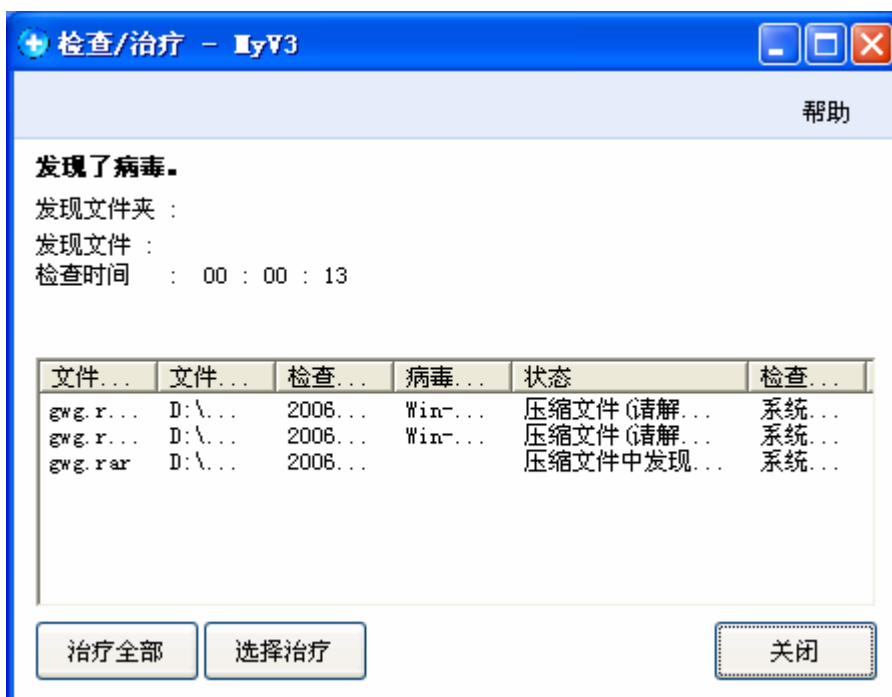 检查/治疗 - MyV3
帮助
发现了病毒。
发现文件夹 :
发现文件 :
检查时间 : 00 : 00 : 13
文件... 文件... 检查... 病毒... 状态 检查...
gwg.r... D:\... 2006... Win-... 压缩文件(请解... 系统...
gwg.r... D:\... 2006... Win-... 压缩文件(请解... 系统...
gwg.rar D:\... 2006... 压缩文件中发现... 系统...
治疗全部 选择治疗 关闭